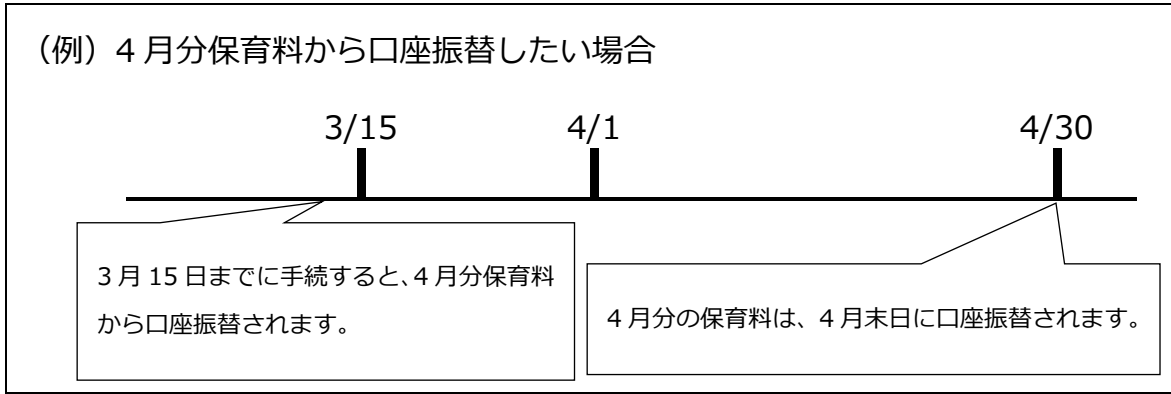 （例）４月分保育料から口座振替したい場合
3/15
4/1
4/30
３月 15 日までに手続すると、４月分保育料
から口座振替されます。
４月分の保育料は、４月末日に口座振替されます。